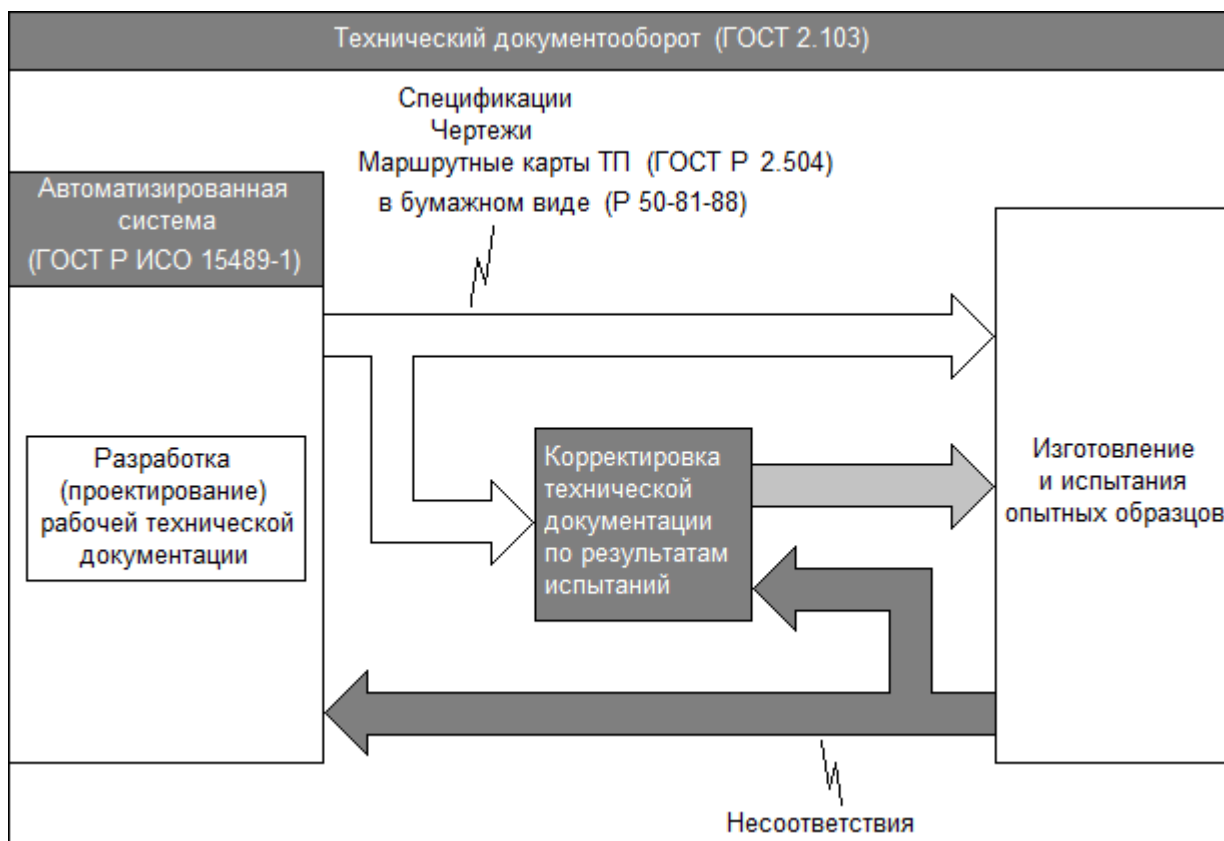 Технический документооборот (ГОСТ 2.103)
Спецификации
Чертежи
Маршрутные карты ТП (ГОСТ Р 2.504)
в бумажном виде (Р 50-81-88)
Автоматизированная
система
(ГОСТ Р ИСО 15489-1)
Разработка
(проектирование)
рабочей технической
документации
Корректировка
технической
документации
по результатам
испытаний
Изготовление
и испытания
опытных образцов
Несоответствия